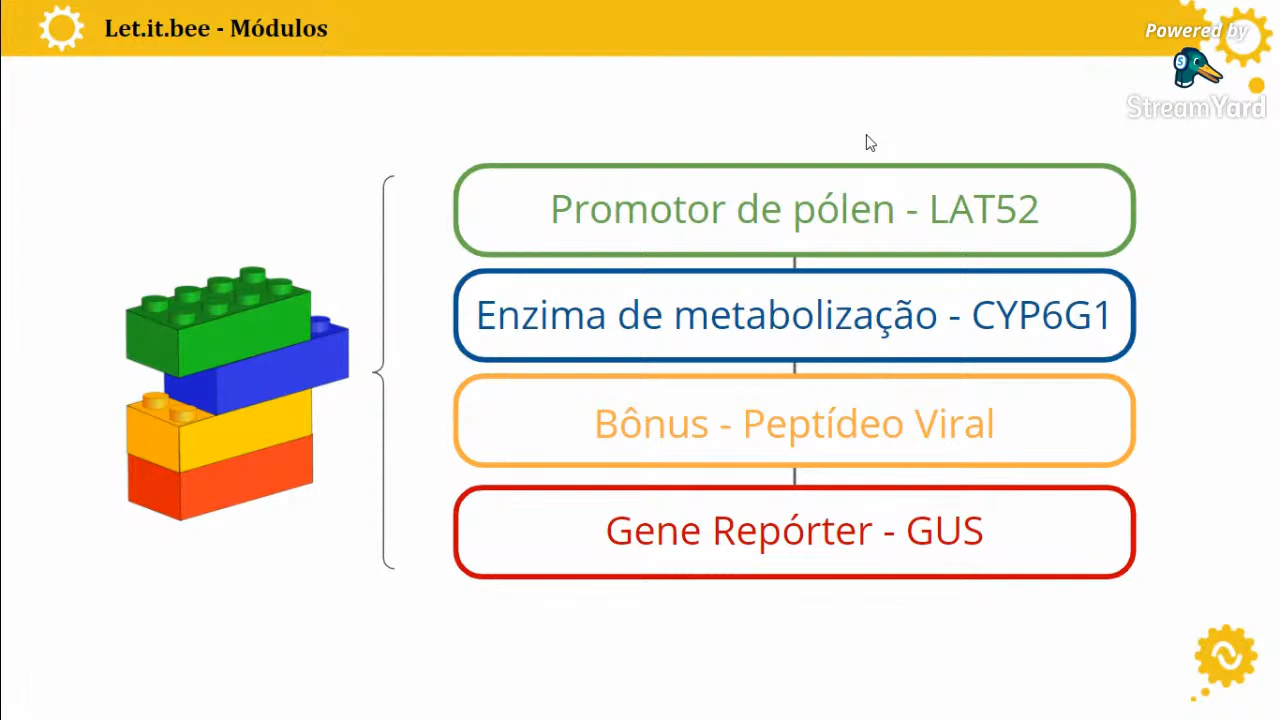 Let.it.bee - Módulos
Powered by
S
StreamYard
Promotor de pólen - LAT52
Enzima de metabolização - CYP6G1
Bônus - Peptídeo Viral
Gene Repórter - GUS